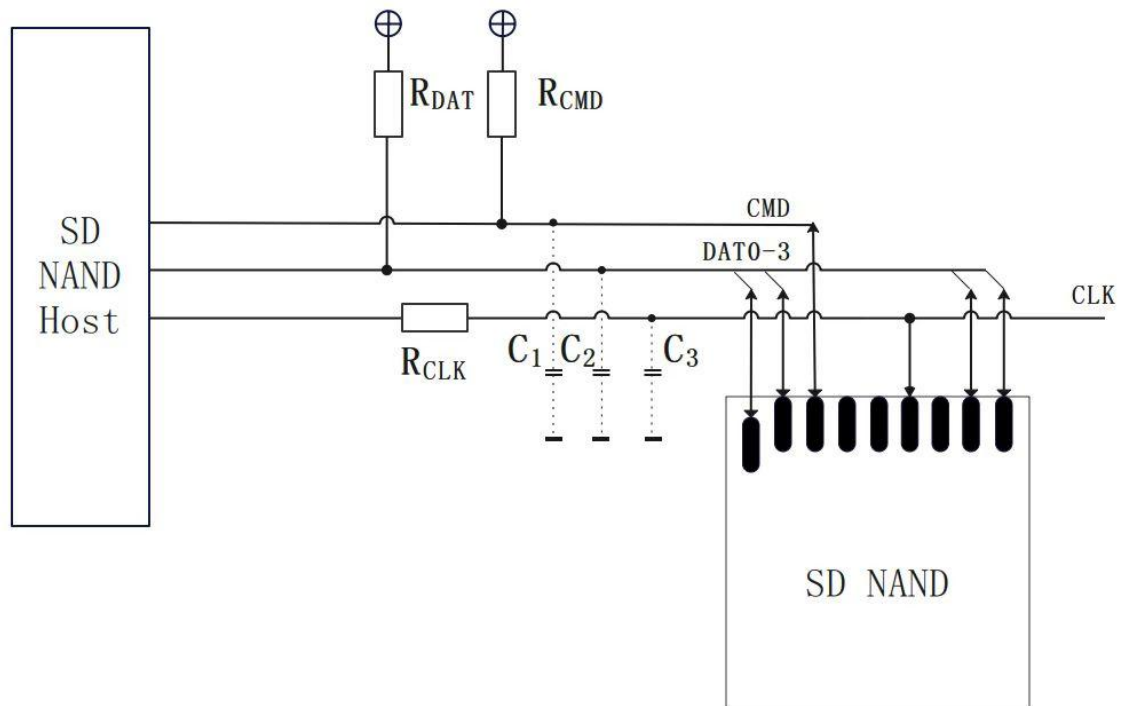 RDAT
RCMD
SD
NAND
Host
CMD
DAT0-3
CLK
RCLK
C1
C2
C3
SD NAND